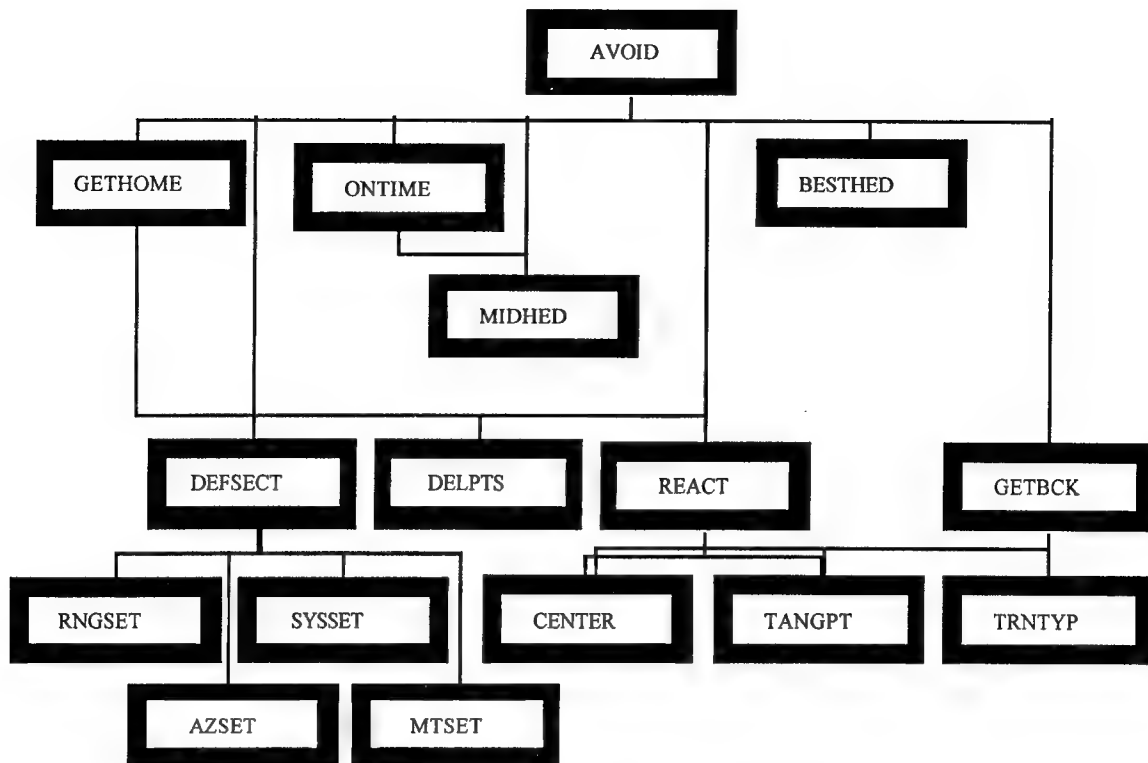 AVOID
GETHOME
ONTIME
BESTHED
MIDHED
DEFSECT
DELPTS
REACT
GETBCK
RNGSET
SYSSET
CENTER
TANGPT
TRNTYP
AZSET
MTSET